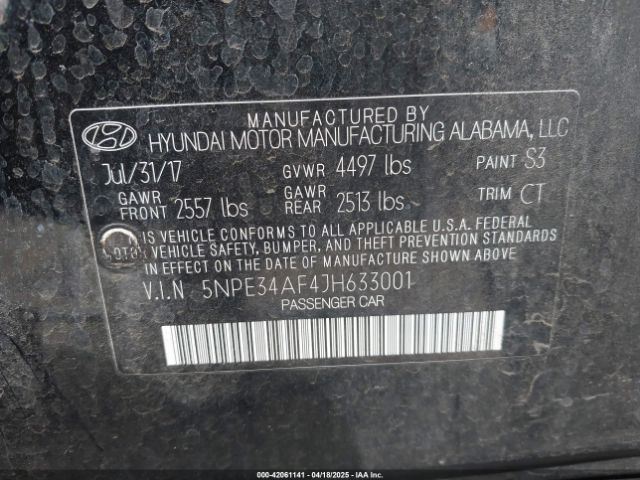 MANUFACTURED BY
HYUNDAI MOTOR MANUFACTURING ALABAMA, LLC
Jul/31/17 GVWR 4497 lbs PAINT S3
GAWR FRONT 2557 lbs GAWR REAR 2513 lbs TRIM CT
IS VEHICLE CONFORMS TO ALL APPLICABLE U.S.A. FEDERAL
VEHICLE SAFETY, BUMPER, AND THEFT PREVENTION STANDARDS
IN EFFECT ON THE DATE OF MANUFACTURE SHOWN ABOVE.
V.I.N 5NPE34AF4JH633001
PASSENGER CAR
000-42061141 - 04/18/2025 - IAA Inc.